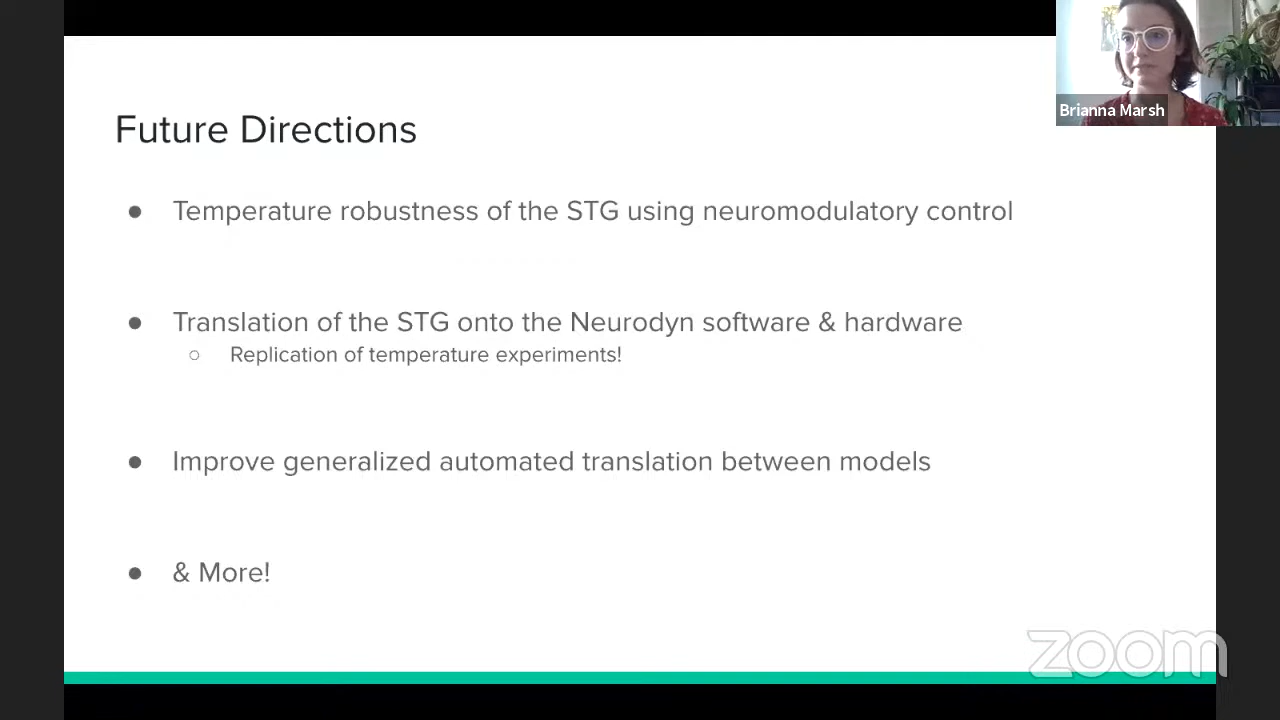 Brianna Marsh
Future Directions
● Temperature robustness of the STG using neuromodulatory control
● Translation of the STG onto the Neurodyn software & hardware
○ Replication of temperature experiments!
● Improve generalized automated translation between models
● & More!
zoom